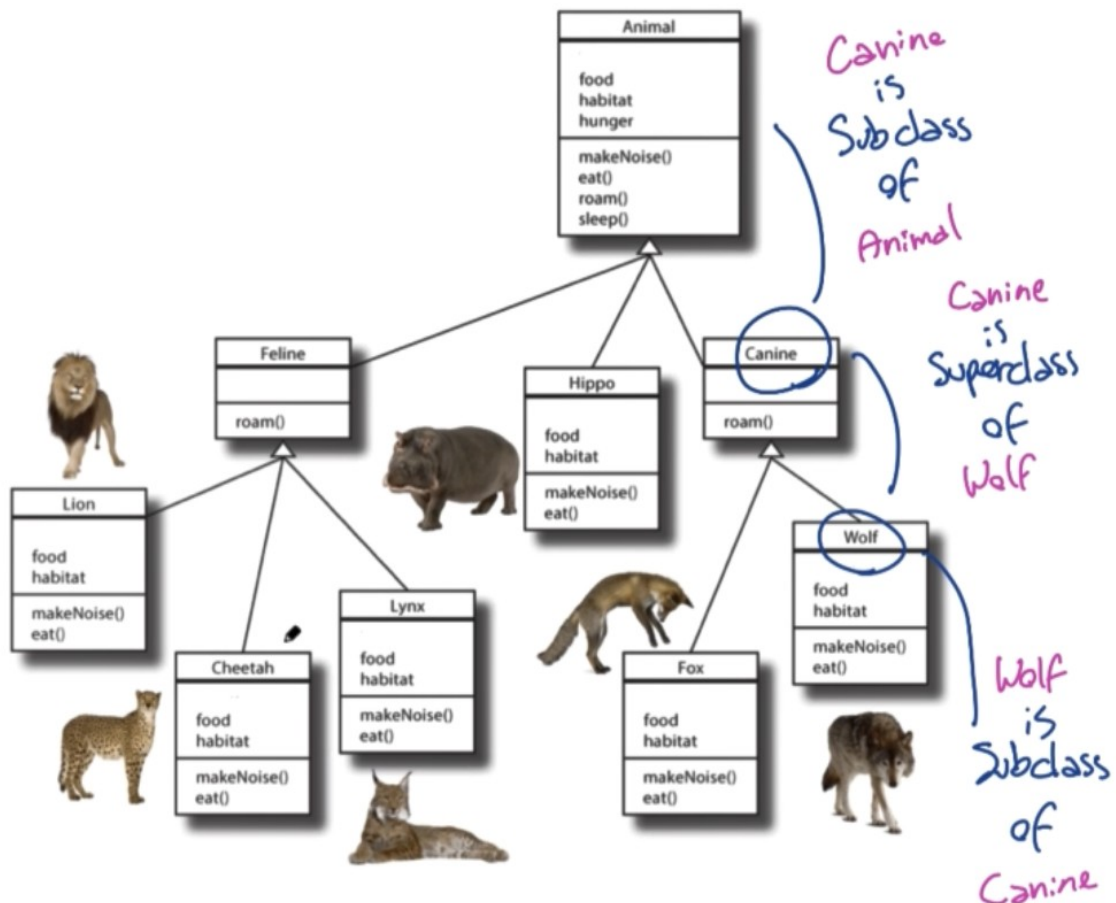 Animal
food
habitat
hunger
makeNoise()
eat()
roam()
sleep()
Canine
is
Subclass
of
Animal
Canine
is
Superclass
of
Wolf
Feline
roam()
Hippo
food
habitat
makeNoise()
eat()
Canine
roam()
Lion
food
habitat
makeNoise()
eat()
Cheetah
food
habitat
makeNoise()
eat()
Lynx
food
habitat
makeNoise()
eat()
Fox
food
habitat
makeNoise()
eat()
Wolf
food
habitat
makeNoise()
eat()
Wolf
is
Subclass
of
Canine